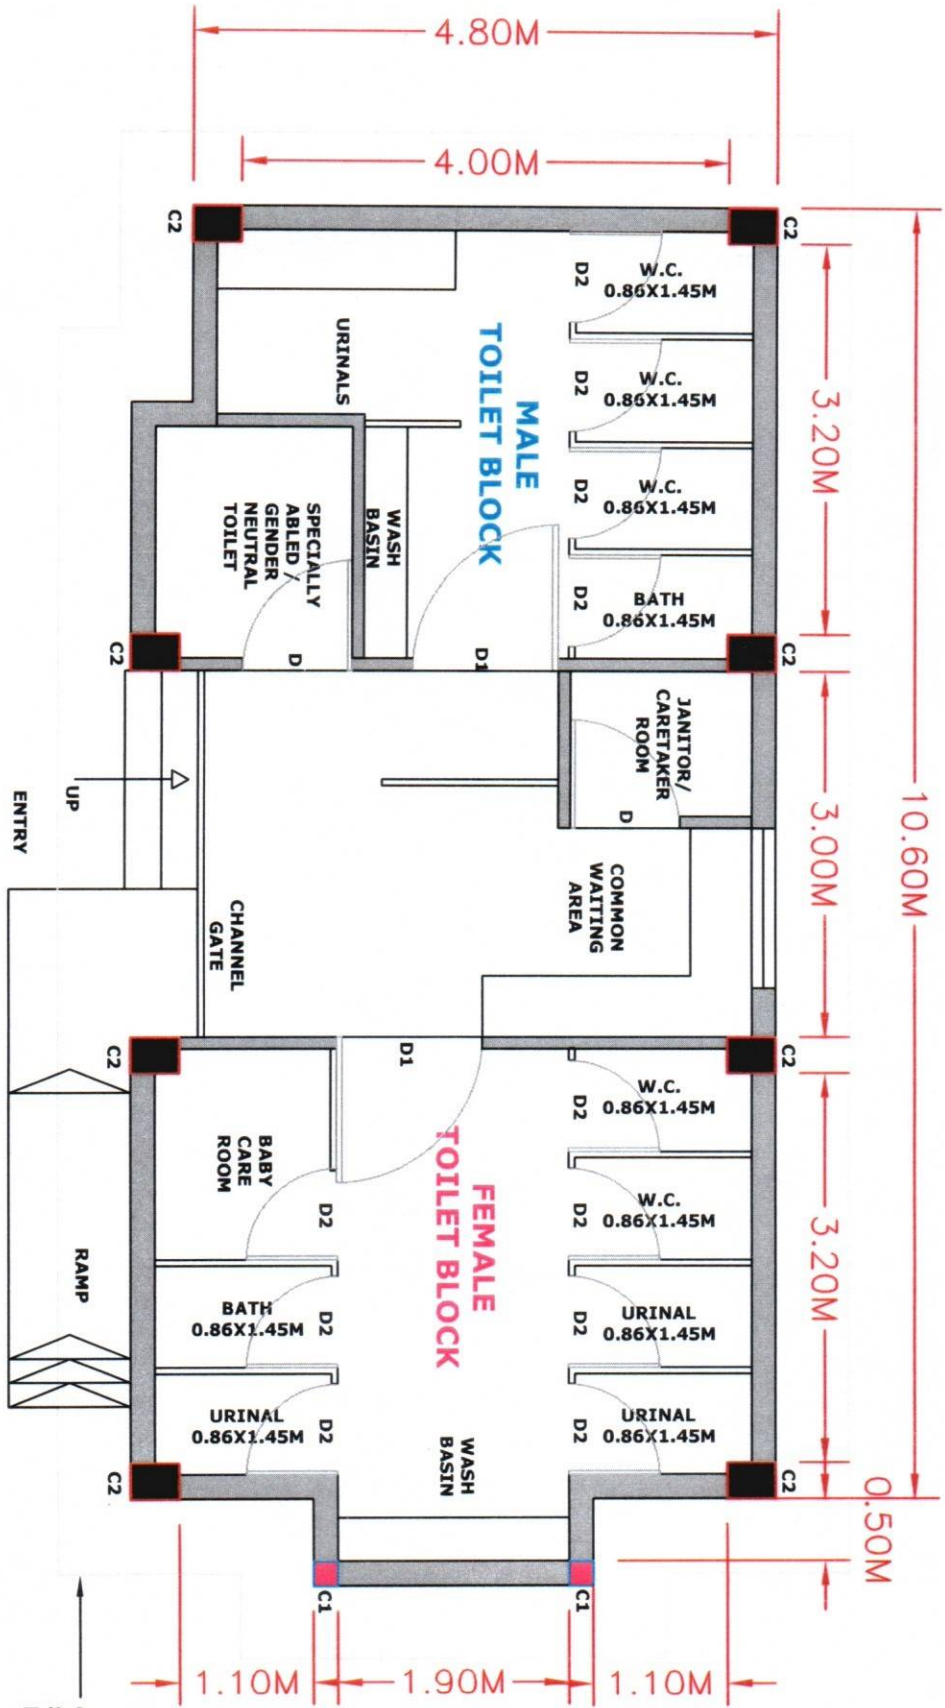 4.80M
4.00M
10.60M
3.20M
3.00M
3.20M
0.50M
1.10M
1.90M
1.10M
C2
C2
C2
C2
C2
C2
C2
C2
C1
C1
W.C.
0.86X1.45M
D2
W.C.
0.86X1.45M
D2
W.C.
0.86X1.45M
D2
BATH
0.86X1.45M
D2
MALE
TOILET BLOCK
URINALS
WASH
BASIN
SPECIALLY
ABLED /
GENDER
NEUTRAL
TOILET
D
D1
JANITOR/
CARETAKER
ROOM
D
COMMON
WAITING
AREA
CHANNEL
GATE
UP
ENTRY
D1
W.C.
0.86X1.45M
D2
W.C.
0.86X1.45M
D2
URINAL
0.86X1.45M
D2
URINAL
0.86X1.45M
D2
FEMALE
TOILET BLOCK
BABY
CARE
ROOM
D2
BATH
0.86X1.45M
D2
URINAL
0.86X1.45M
D2
WASH
BASIN
RAMP